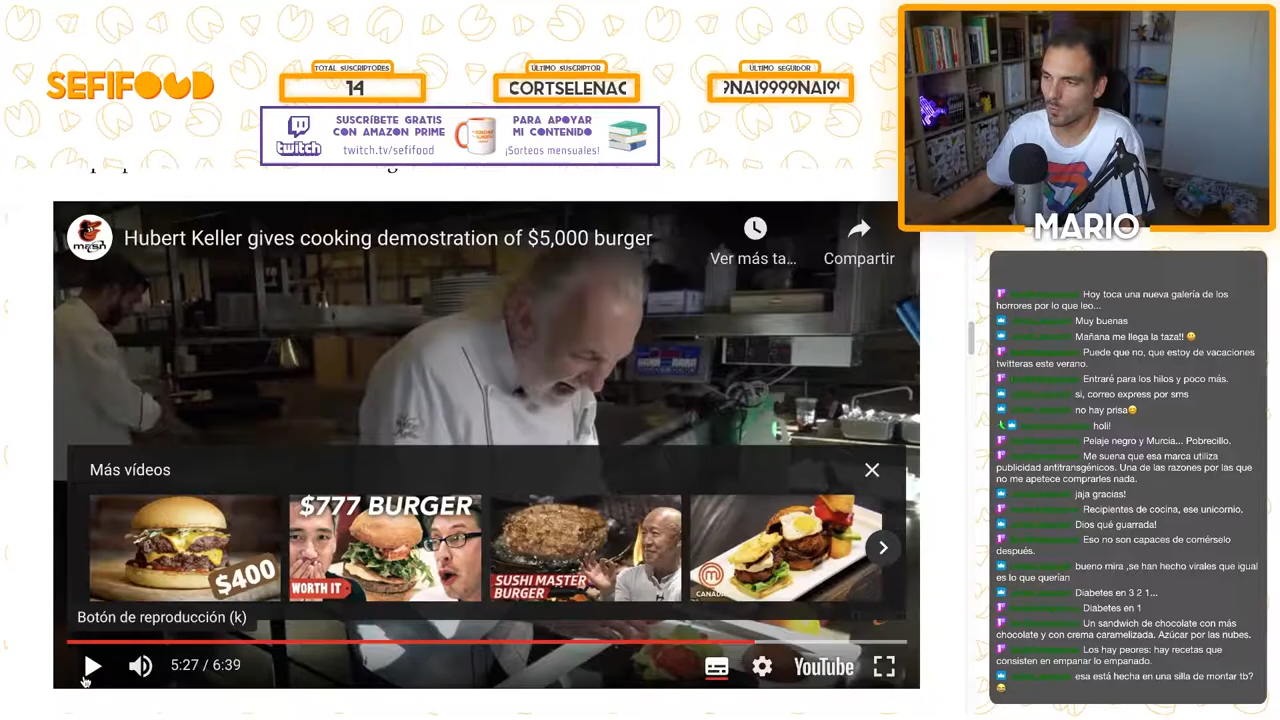 SEFIFOOD
TOTAL SUSCRIPTORES
14
ÚLTIMO SUSCRIPTOR
CORTSELENAC
ÚLTIMO SEGUIDOR
9NAI9999NAI9
twitch
SUSCRÍBETE GRATIS
CON AMAZON PRIME
twitch.tv/sefifood
PARA APOYAR
MI CONTENIDO
¡Sorteos mensuales!
MARIO
Hubert Keller gives cooking demostration of $5,000 burger
Ver más ta...
Compartir
Más vídeos
$400
$777 BURGER
WORTH IT
SUSHI MASTER
BURGER
CANADA
Botón de reproducción (k)
5:27 / 6:39
YouTube
Hoy toca una nueva galería de los
horrores por lo que leo...
Muy buenas
Mañana me llega la taza!! 😀
Puede que no, que estoy de vacaciones
twitteras este verano.
Entraré para los hilos y poco más.
si, correo express por sms
no hay prisa😊
holi!
Pelaje negro y Murcia... Pobrecillo.
Me suena que esa marca utiliza
publicidad antitransgénicos. Una de las razones por las que
no me apetece comprarles nada.
jaja gracias!
Recipientes de cocina, ese unicornio.
Dios qué guarrada!
Eso no son capaces de comérselo
después.
bueno mira ,se han hecho virales que igual
es lo que querían
Diabetes en 3 2 1...
Diabetes en 1
Un sandwich de chocolate con más
chocolate y con crema caramelizada. Azúcar por las nubes.
Los hay peores: hay recetas que
consisten en empanar lo empanado.
esa está hecha en una silla de montar tb?
😂